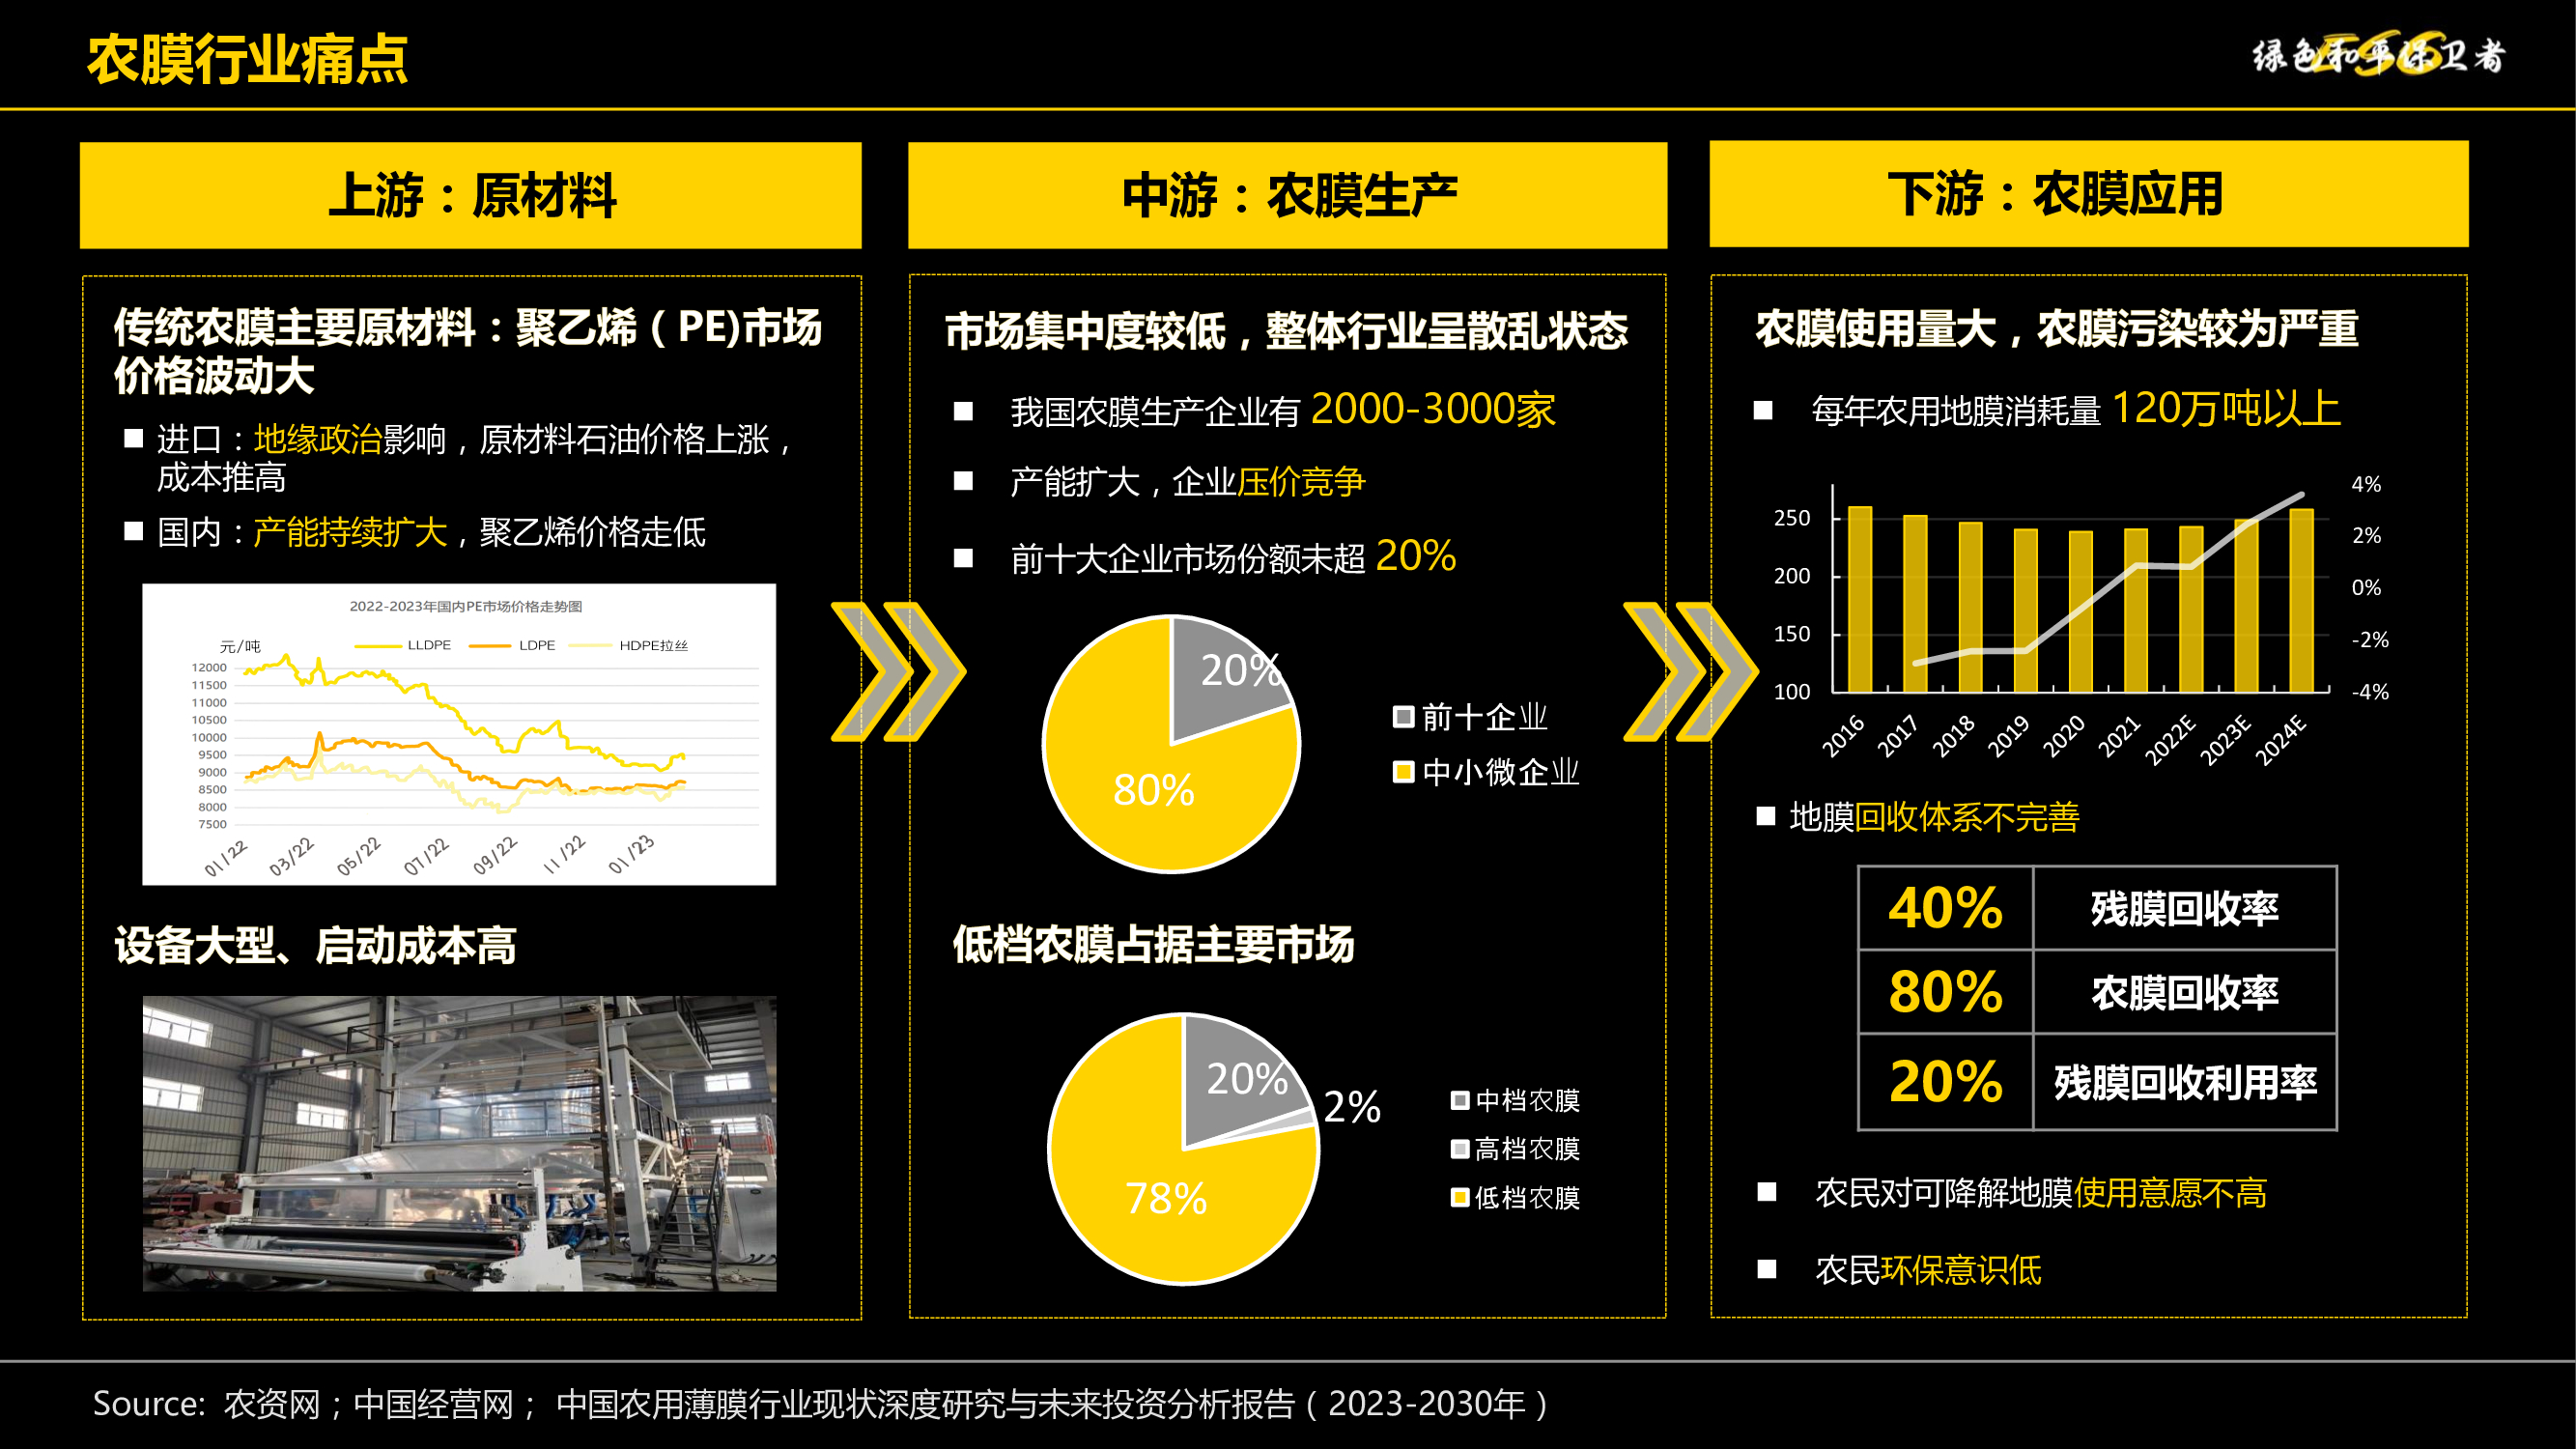 农膜行业痛点
绿色和平保卫者
上游：原材料
传统农膜主要原材料：聚乙烯（PE)市场
价格波动大
进口：地缘政治影响，原材料石油价格上涨，
成本推高
国内：产能持续扩大，聚乙烯价格走低
2022-2023年国内PE市场价格走势图
元/吨
LLDPE
LDPE
HDPE拉丝
12000
11500
11000
10500
10000
9500
9000
8500
8000
7500
01/22
03/22
05/22
07/22
09/22
11/22
01/23
设备大型、启动成本高
中游：农膜生产
市场集中度较低，整体行业呈散乱状态
我国农膜生产企业有 2000-3000家
产能扩大，企业压价竞争
前十大企业市场份额未超 20%
20%
80%
前十企业
中小微企业
低档农膜占据主要市场
20%
2%
78%
中档农膜
高档农膜
低档农膜
下游：农膜应用
农膜使用量大，农膜污染较为严重
每年农用地膜消耗量 120万吨以上
250
200
150
100
4%
2%
0%
-2%
-4%
2016
2017
2018
2019
2020
2021
2022E
2023E
2024E
地膜回收体系不完善
40% 残膜回收率
80% 农膜回收率
20% 残膜回收利用率
农民对可降解地膜使用意愿不高
农民环保意识低
Source: 农资网；中国经营网； 中国农用薄膜行业现状深度研究与未来投资分析报告（2023-2030年）